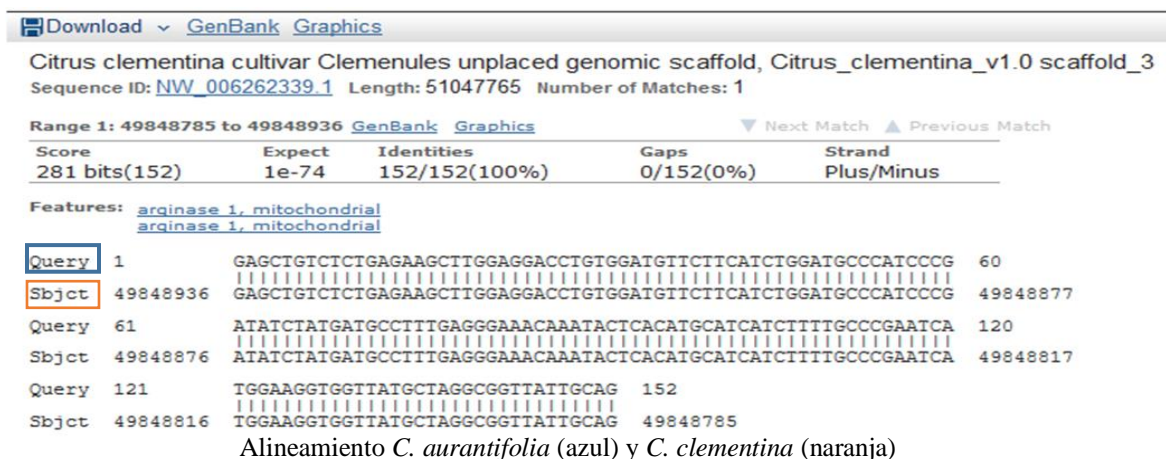 Download GenBank Graphics
Citrus clementina cultivar Clemenules unplaced genomic scaffold, Citrus_clementina_v1.0 scaffold_3
Sequence ID: NW_006262339.1 Length: 51047765 Number of Matches: 1
Range 1: 49848785 to 49848936 GenBank Graphics Next Match Previous Match
Score Expect Identities Gaps Strand
281 bits(152) 1e-74 152/152(100%) 0/152(0%) Plus/Minus
Features: arginase 1, mitochondrial
arginase 1, mitochondrial
Query 1 GAGCTGTCTCTGAGAAGCTTGGAGGACCTGTGGATGTTCTTCATCTGGATGCCCATCCCG 60
Sbjct 49848936 GAGCTGTCTCTGAGAAGCTTGGAGGACCTGTGGATGTTCTTCATCTGGATGCCCATCCCG 49848877
Query 61 ATATCTATGATGCCTTTGAGGGAAACAAATACTCACATGCATCATCTTTTGCCCGAATCA 120
Sbjct 49848876 ATATCTATGATGCCTTTGAGGGAAACAAATACTCACATGCATCATCTTTTGCCCGAATCA 49848817
Query 121 TGGAAGGTGGTTATGCTAGGCGGTTATTGCAG 152
Sbjct 49848816 TGGAAGGTGGTTATGCTAGGCGGTTATTGCAG 49848785
Alineamiento C. aurantifolia (azul) y C. clementina (naranja)